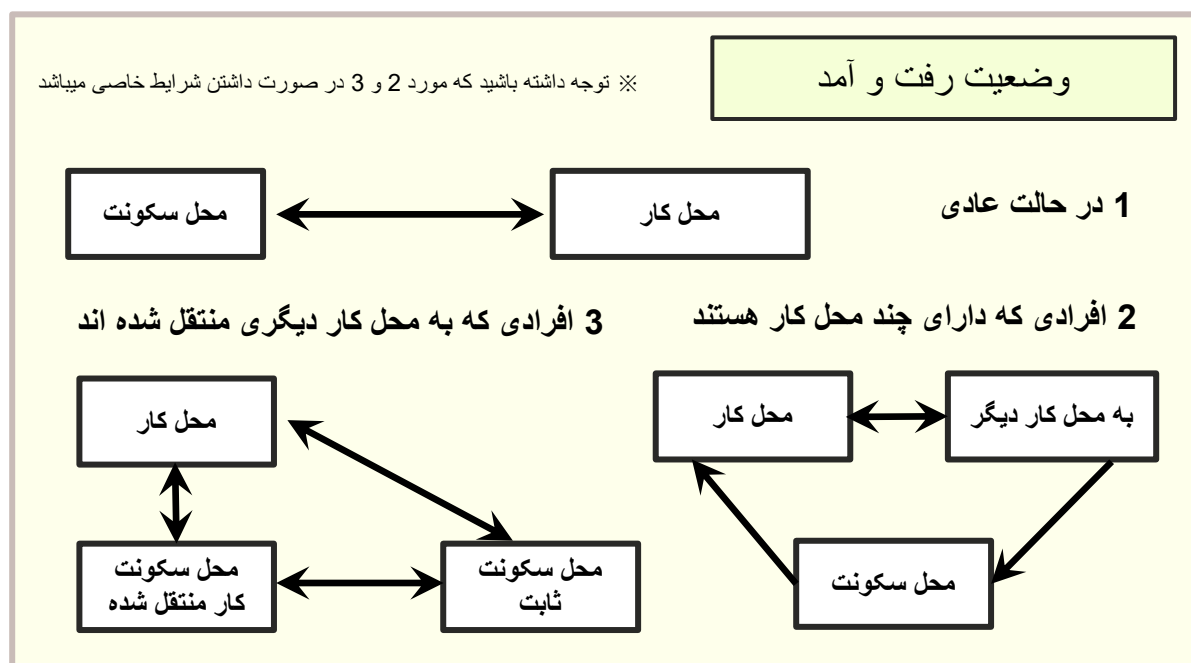 وضعیت رفت و آمد
※ توجه داشته باشید که مورد 2 و 3 در صورت داشتن شرایط خاصی میباشد
1 در حالت عادی
محل کار
محل سکونت
2 افرادی که دارای چند محل کار هستند
به محل کار دیگر
محل کار
محل سکونت
3 افرادی که به محل کار دیگری منتقل شده اند
محل کار
محل سکونت
ثابت
محل سکونت
کار منتقل شده